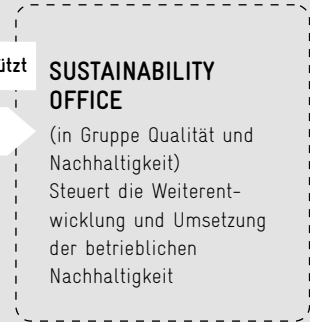 ützt
SUSTAINABILITY
OFFICE
(in Gruppe Qualität und
Nachhaltigkeit)
Steuert die Weiterent-
wicklung und Umsetzung
der betrieblichen
Nachhaltigkeit